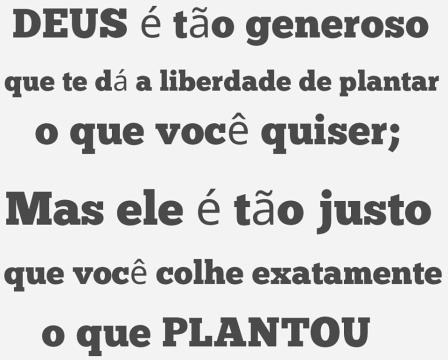 DEUS é tão generoso
que te dá a liberdade de plantar
o que você quiser;
Mas ele é tão justo
que você colhe exatamente
o que PLANTOU